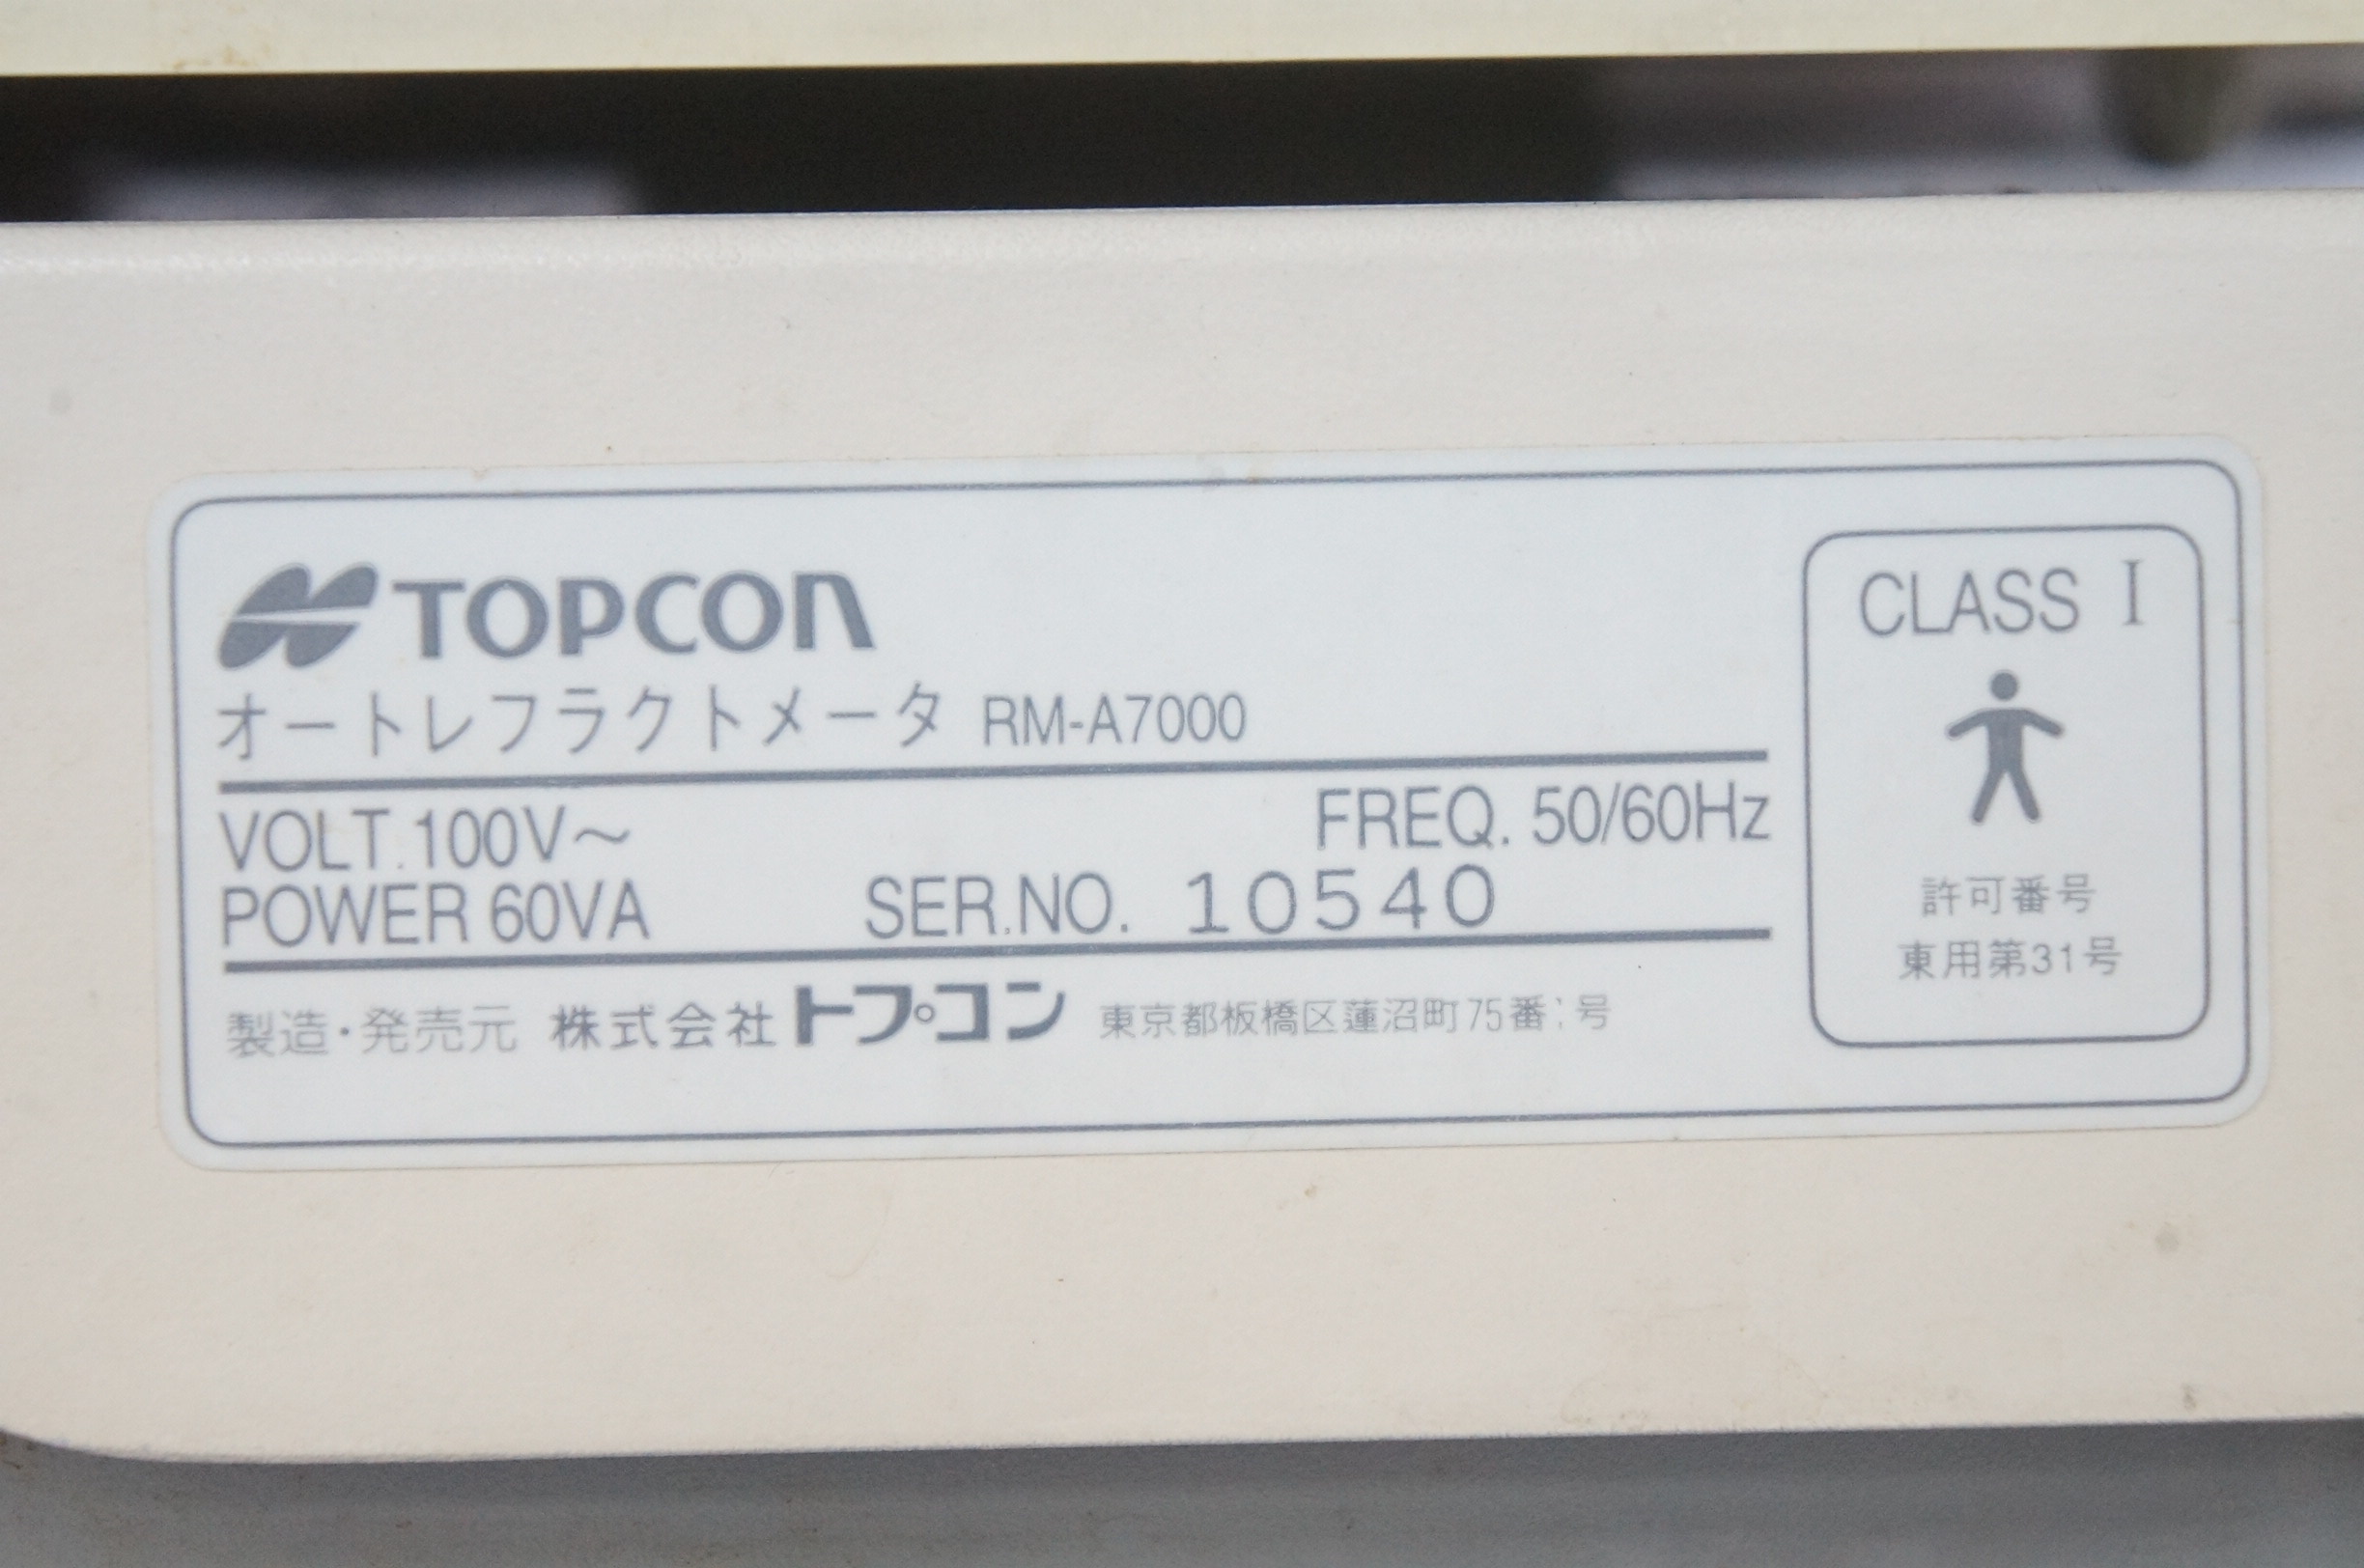 TOPCON
オートレフラクトメータ RM-A7000
VOLT. 100V～ FREQ. 50/60Hz
POWER 60VA SER.NO. 10540
製造・発売元 株式会社トプコン 東京都板橋区蓮沼町75番 号
CLASS I
許可番号
東用第31号